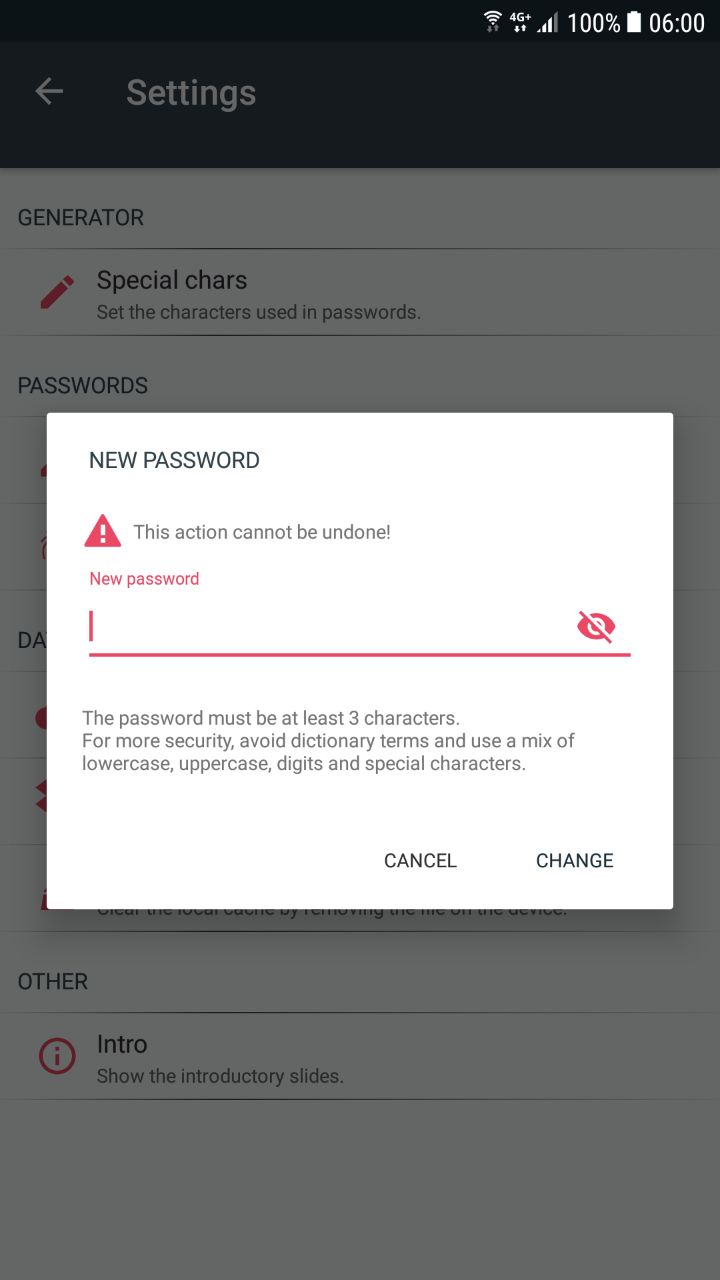 4G+ 100% 06:00
Settings
GENERATOR
Special chars
Set the characters used in passwords.
PASSWORDS
NEW PASSWORD
This action cannot be undone!
New password
DA
The password must be at least 3 characters.
For more security, avoid dictionary terms and use a mix of
lowercase, uppercase, digits and special characters.
CANCEL CHANGE
Clear the local cache by removing the file on the device.
OTHER
Intro
Show the introductory slides.